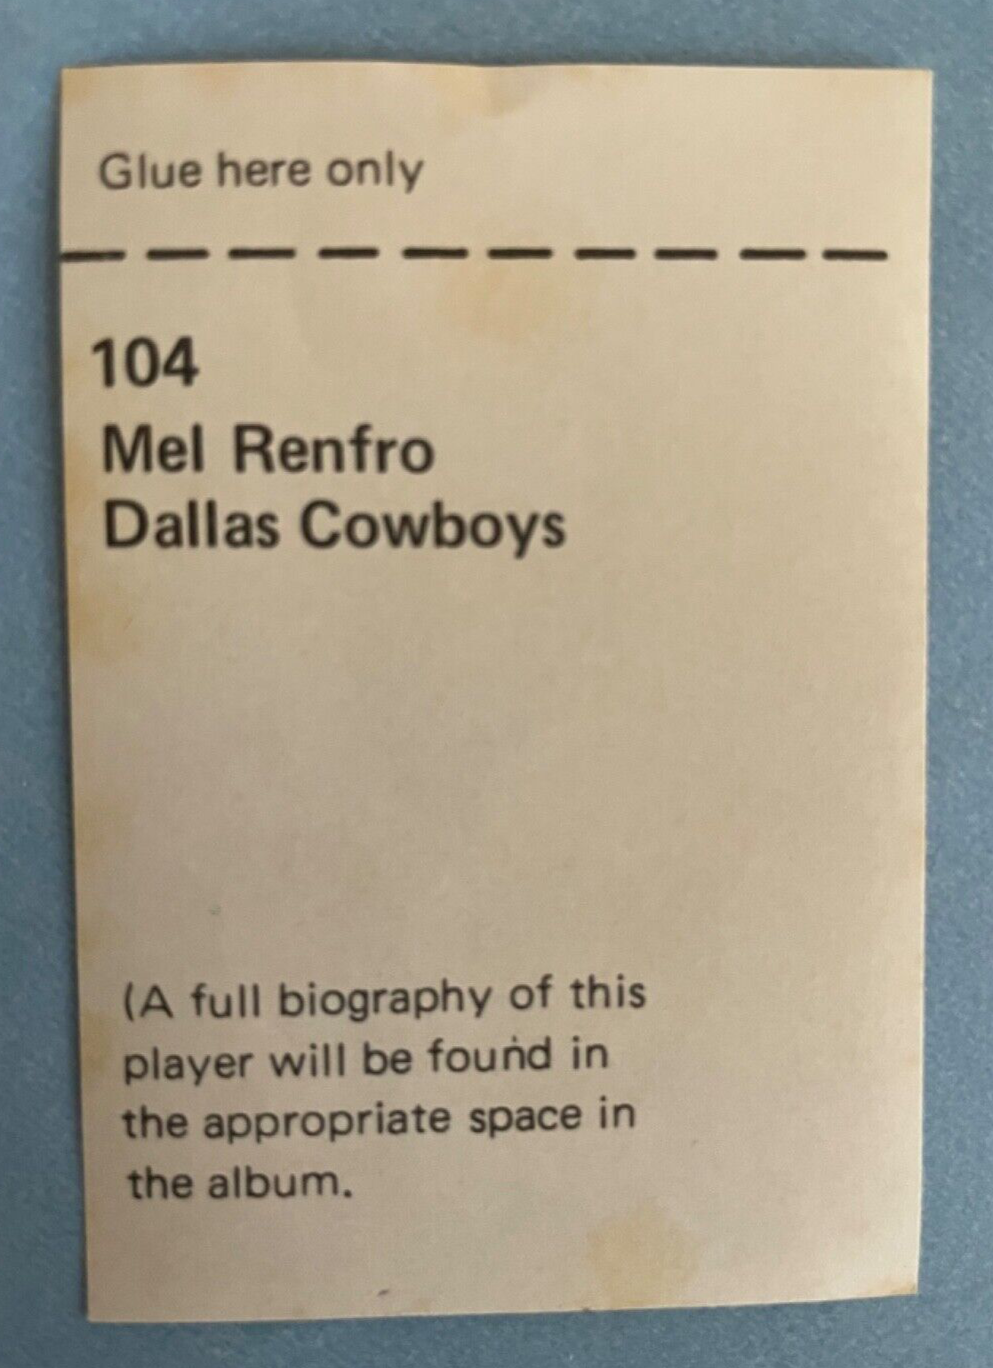 Glue here only
104
Mel Renfro
Dallas Cowboys
(A full biography of this
player will be found in
the appropriate space in
the album.